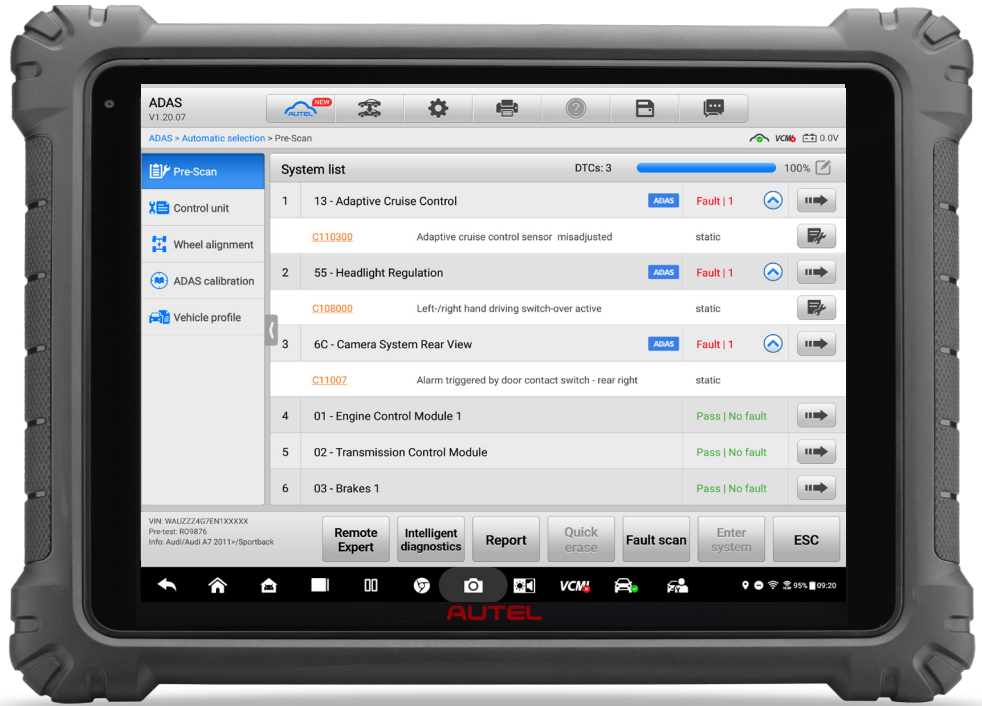 ADAS
V1.20.07
AUTEL NEW
ADAS > Automatic selection > Pre-Scan
VCMI 0.0V
Pre-Scan
Control unit
Wheel alignment
ADAS calibration
Vehicle profile
System list DTCs: 3 100%
1 13 - Adaptive Cruise Control ADAS Fault | 1
C110300 Adaptive cruise control sensor misadjusted static
2 55 - Headlight Regulation ADAS Fault | 1
C108000 Left-/right hand driving switch-over active static
3 6C - Camera System Rear View ADAS Fault | 1
C11007 Alarm triggered by door contact switch - rear right static
4 01 - Engine Control Module 1 Pass | No fault
5 02 - Transmission Control Module Pass | No fault
6 03 - Brakes 1 Pass | No fault
VIN: WAUZZZ4G7EN1XXXXX
Pre-test: RO9876
Info: Audi/Audi A7 2011>/Sportback
Remote Expert
Intelligent diagnostics
Report
Quick erase
Fault scan
Enter system
ESC
VCMI 95% 09:20
AUTEL